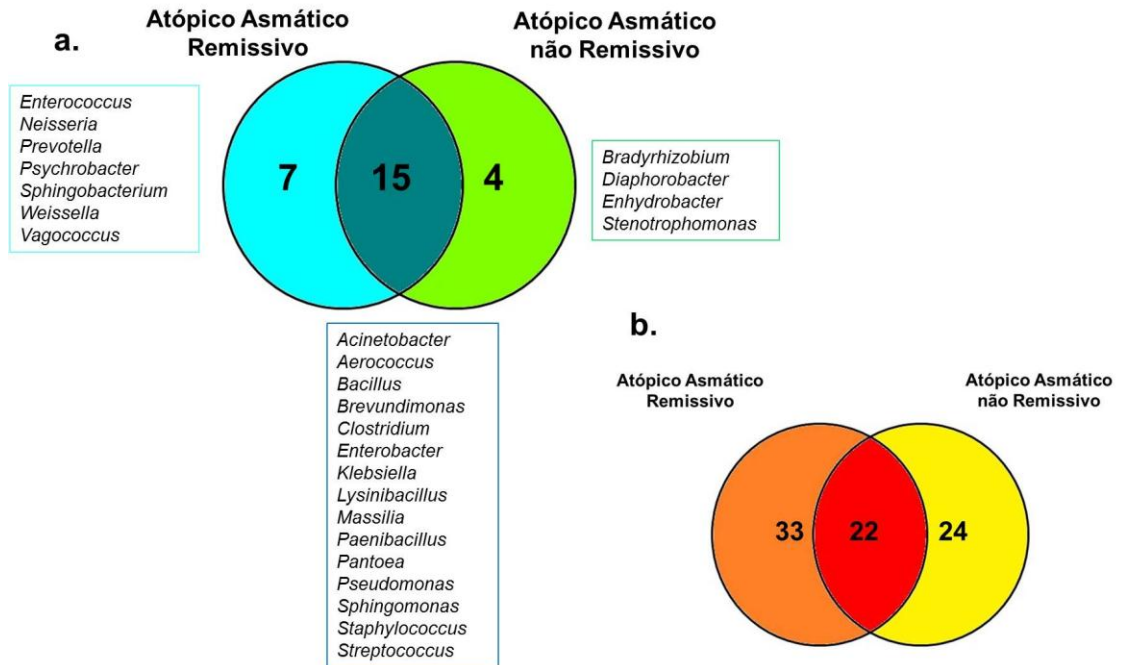 a.
Atópico Asmático
Remissivo
Atópico Asmático
não Remissivo
Enterococcus
Neisseria
Prevotella
Psychrobacter
Sphingobacterium
Weissella
Vagococcus
7
15
4
Bradyrhizobium
Diaphorobacter
Enhydrobacter
Stenotrophomonas
Acinetobacter
Aerococcus
Bacillus
Brevundimonas
Clostridium
Enterobacter
Klebsiella
Lysinibacillus
Massilia
Paenibacillus
Pantoea
Pseudomonas
Sphingomonas
Staphylococcus
Streptococcus
b.
Atópico Asmático
Remissivo
Atópico Asmático
não Remissivo
33
22
24